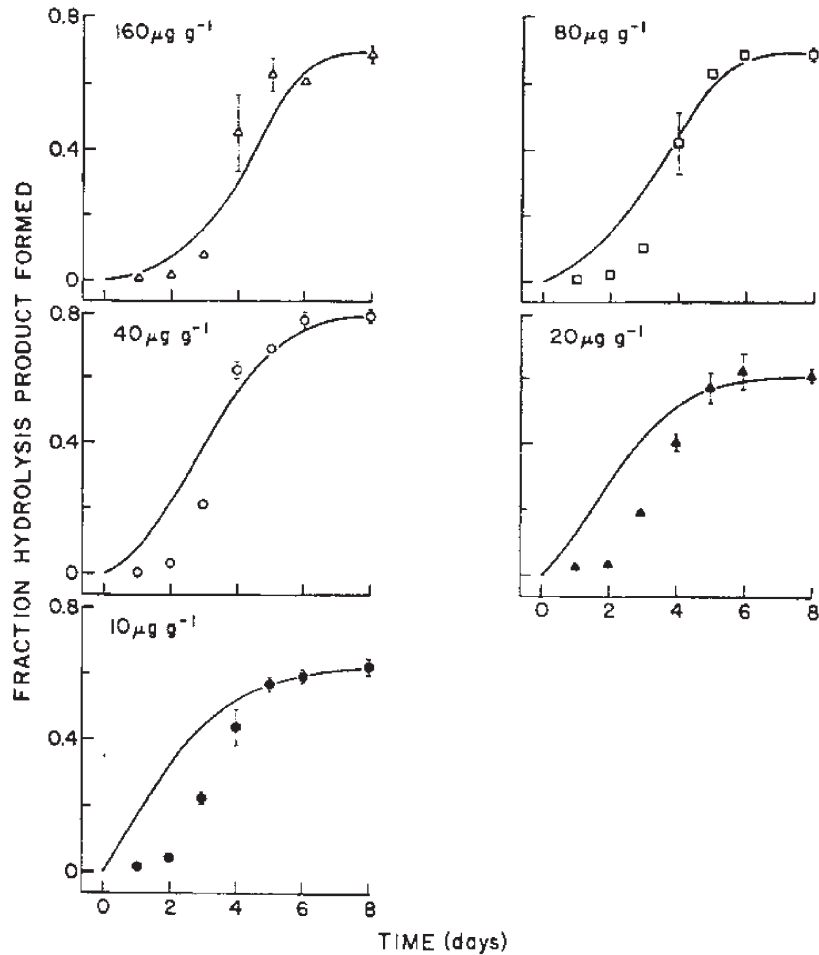 FRACTION HYDROLYSIS PRODUCT FORMED
0.8
160μg g⁻¹
0.4
0
80μg g⁻¹
0.8
40μg g⁻¹
0.4
0
20μg g⁻¹
0 2 4 6 8
0.8
10μg g⁻¹
0.4
0
0 2 4 6 8
TIME (days)